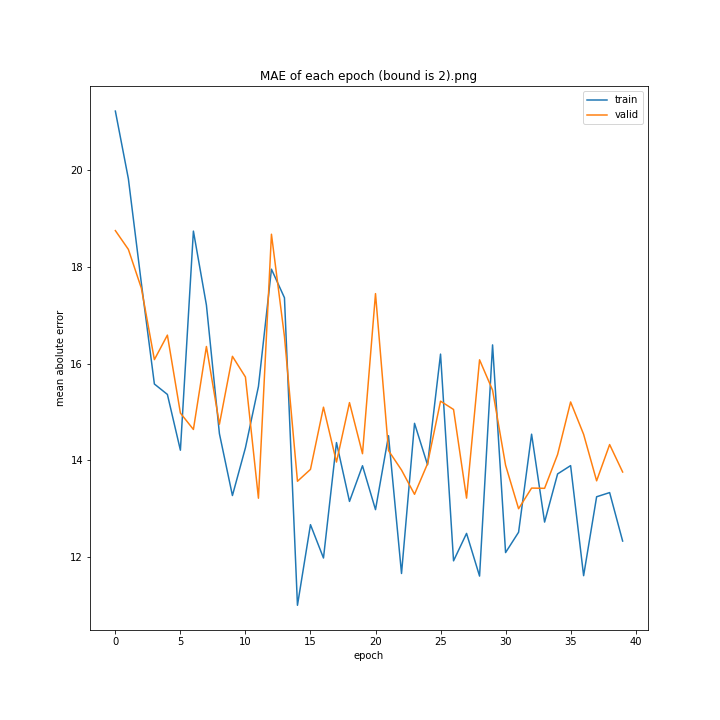 MAE of each epoch (bound is 2).png
train
valid
20
18
16
14
12
mean abolute error
0 5 10 15 20 25 30 35 40
epoch